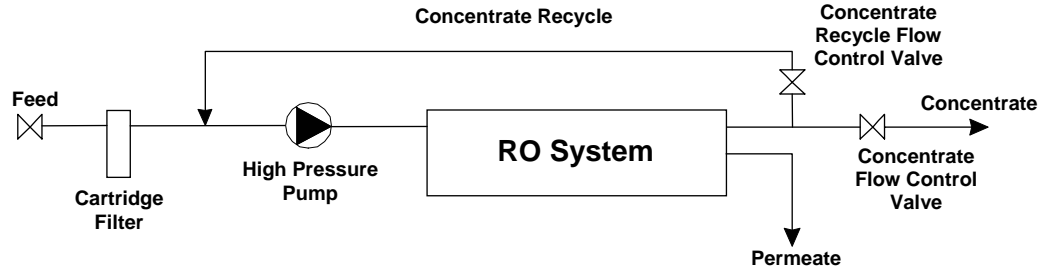 Concentrate Recycle
Concentrate
Recycle Flow
Control Valve
Feed
Concentrate
RO System
High Pressure
Pump
Cartridge
Filter
Concentrate
Flow Control
Valve
Permeate